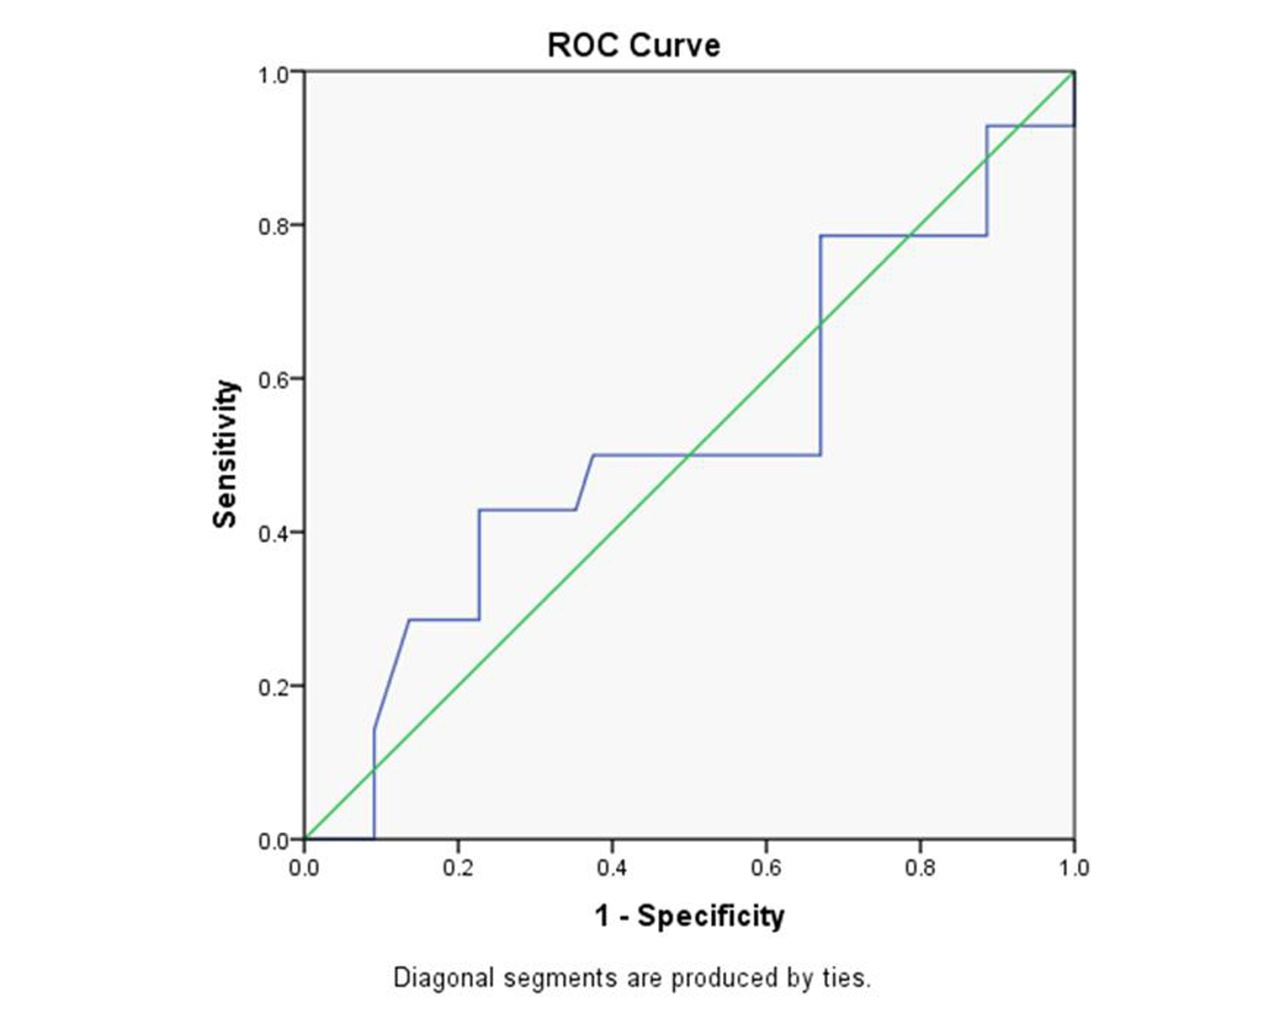 ROC Curve
1.0
0.8
0.6
0.4
0.2
0.0
Sensitivity
0.0 0.2 0.4 0.6 0.8 1.0
1 - Specificity
Diagonal segments are produced by ties.